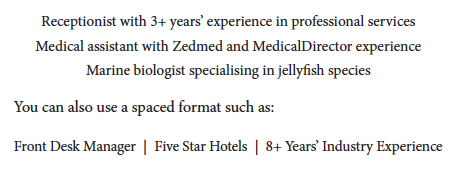 Receptionist with 3+ years’ experience in professional services
Medical assistant with Zedmed and MedicalDirector experience
Marine biologist specialising in jellyfish species
You can also use a spaced format such as:
Front Desk Manager | Five Star Hotels | 8+ Years’ Industry Experience